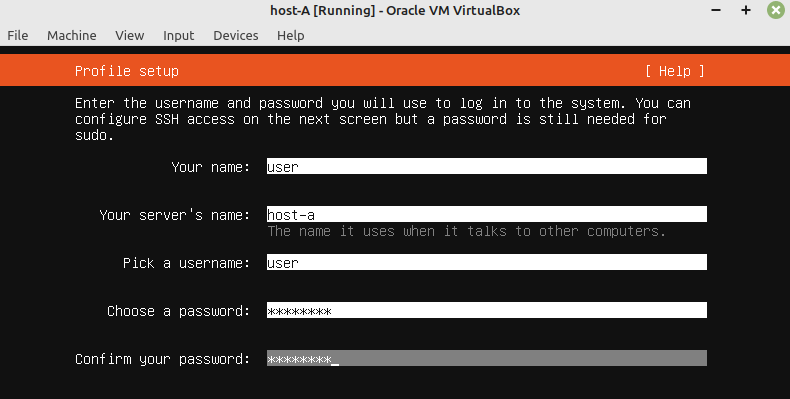 host-A [Running] - Oracle VM VirtualBox
File Machine View Input Devices Help
Profile setup [ Help ]
Enter the username and password you will use to log in to the system. You can
configure SSH access on the next screen but a password is still needed for
sudo.
Your name: user
Your server's name: host-a
The name it uses when it talks to other computers.
Pick a username: user
Choose a password: ********
Confirm your password: ********_